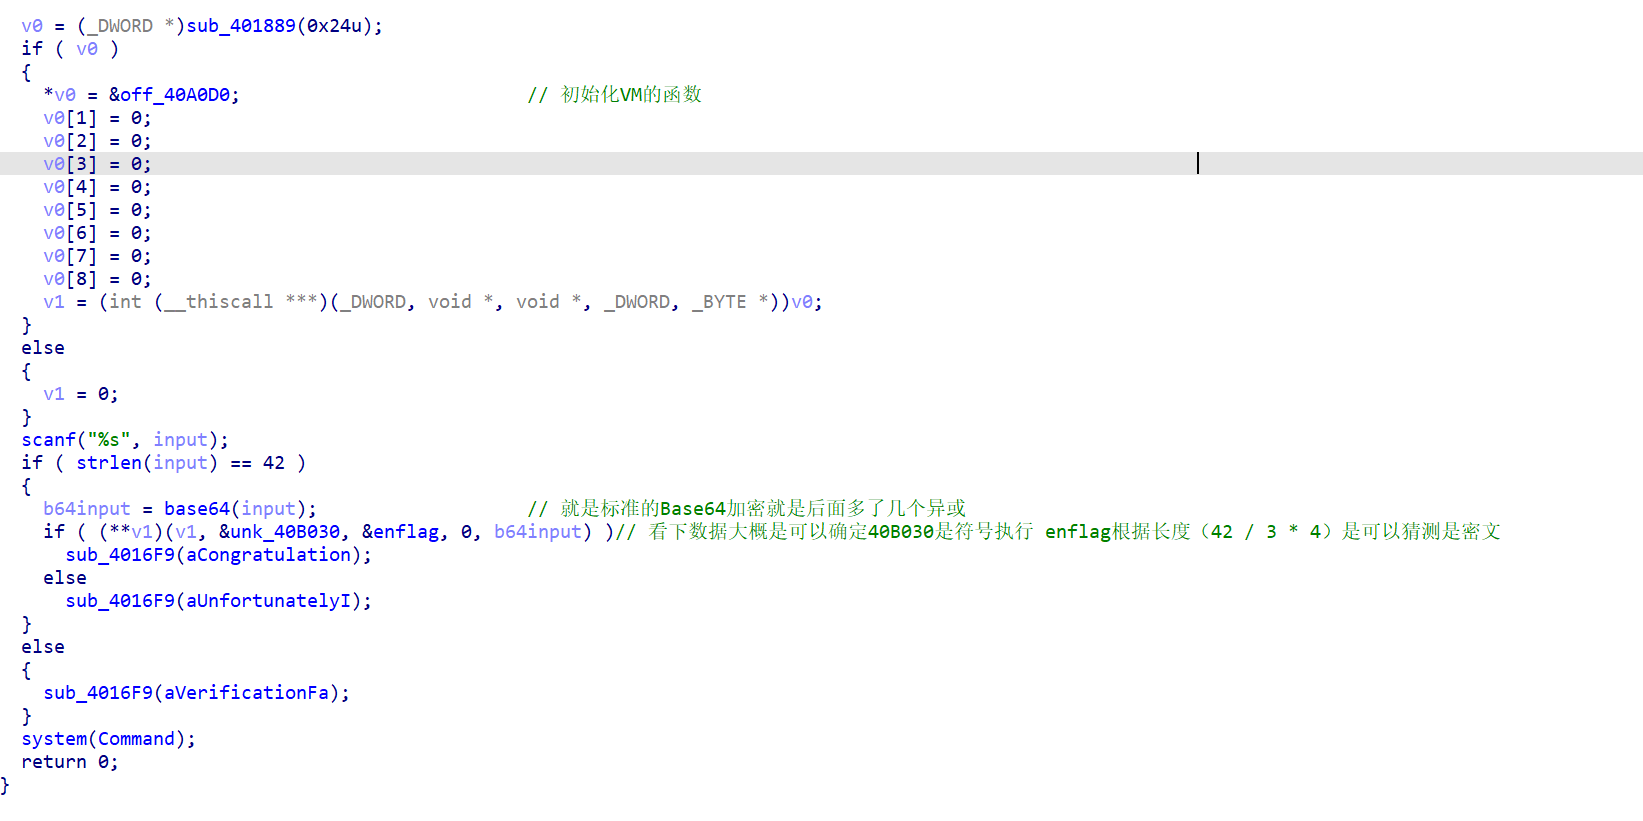 v0 = (_DWORD *)sub_401889(0x24u);
if ( v0 )
{
*v0 = &off_40A0D0; // 初始化VM的函数
v0[1] = 0;
v0[2] = 0;
v0[3] = 0;
v0[4] = 0;
v0[5] = 0;
v0[6] = 0;
v0[7] = 0;
v0[8] = 0;
v1 = (int (__thiscall ***)(_DWORD, void *, void *, _DWORD, _BYTE *))v0;
}
else
{
v1 = 0;
}
scanf("%s", input);
if ( strlen(input) == 42 )
{
b64input = base64(input); // 就是标准的Base64加密就是后面多了几个异或
if ( (**v1)(v1, &unk_40B030, &enflag, 0, b64input) )// 看下数据大概是可以确定40B030是符号执行 enflag根据长度（42 / 3 * 4）是可以猜测是密文
sub_4016F9(aCongratulation);
else
sub_4016F9(aUnfortunatelyI);
}
else
{
sub_4016F9(aVerificationFa);
}
system(Command);
return 0;
}